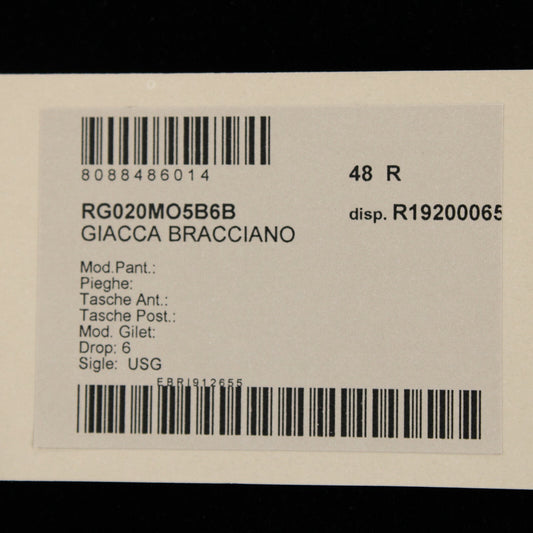 8088486014
48 R
RG020MO5B6B
disp. R19200065
GIACCA BRACCIANO
Mod.Pant.:
Pieghe:
Tasche Ant.:
Tasche Post.:
Mod. Gilet:
Drop: 6
Sigle: USG
EBRI912655